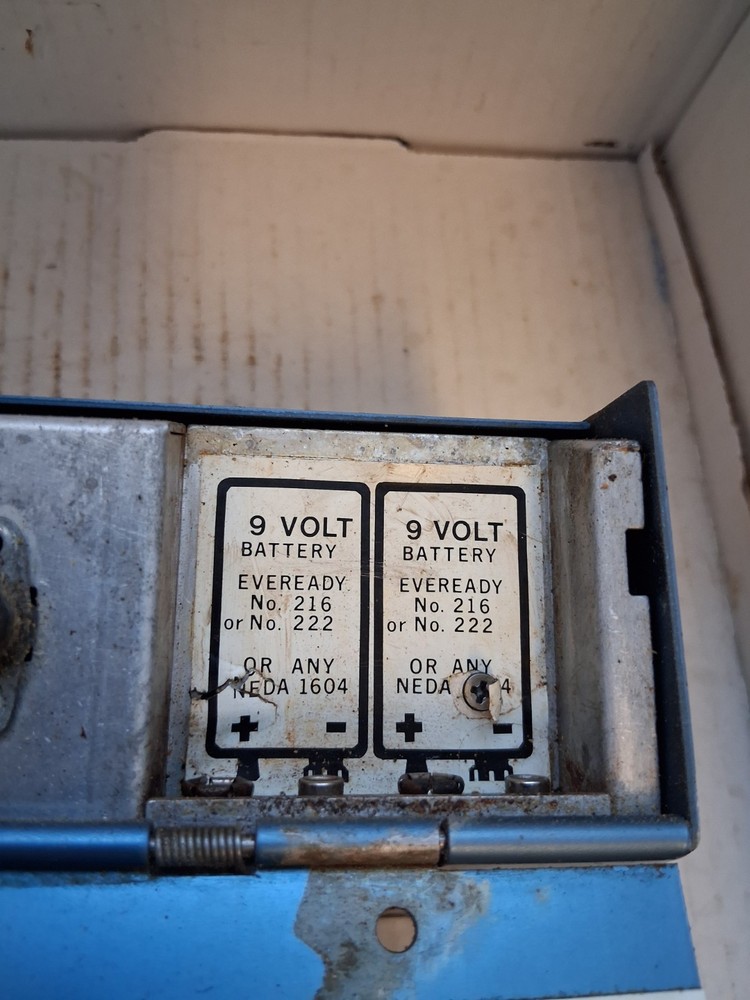 9 VOLT
BATTERY
EVEREADY
No. 216
or No. 222
OR ANY
NEDA 1604
+ -
9 VOLT
BATTERY
EVEREADY
No. 216
or No. 222
OR ANY
NEDA 4
+ -